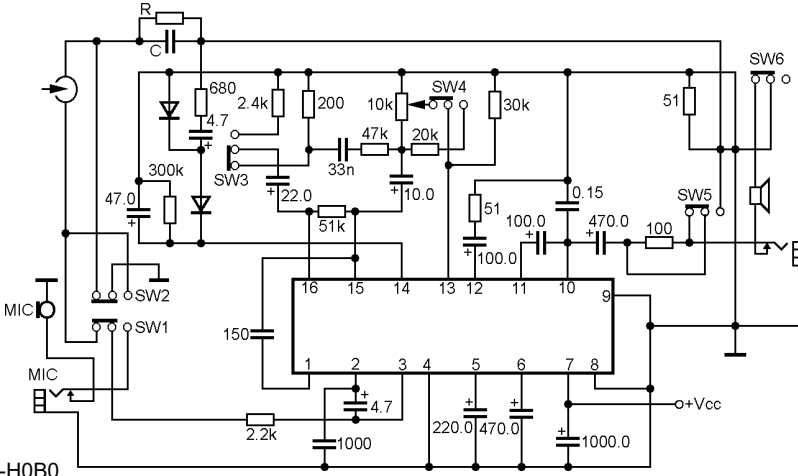 R
C
680
4.7
+
2.4k
200
10k
SW4
30k
51
SW6
33n
47k
20k
SW3
300k
47.0
+
+
22.0
+
10.0
51k
51
+
100.0
0.15
100.0
+
470.0
+
100
SW5
16
15
14
13
12
11
10
9
SW2
MIC
SW1
150
1
2
3
4
5
6
7
8
MIC
+
4.7
+
220.0
+
470.0
+Vcc
2.2k
1000
+
1000.0
-H0B0